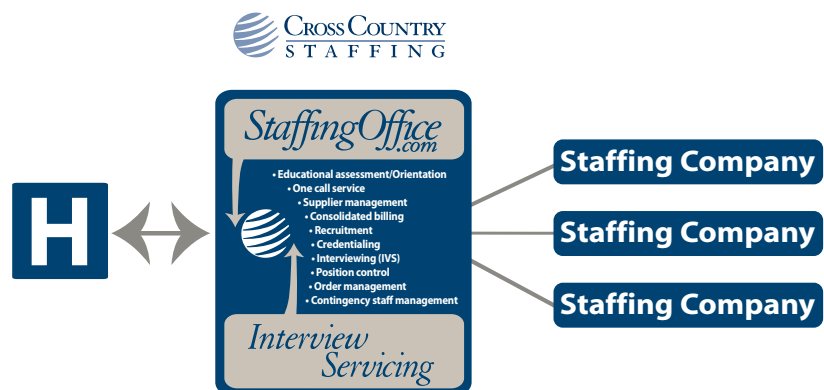 CROSS COUNTRY
STAFFING
StaffingOffice
.com
• Educational assessment/Orientation
• One call service
• Supplier management
• Consolidated billing
• Recruitment
• Credentialing
• Interviewing (IVS)
• Position control
• Order management
• Contingency staff management
Interview
Servicing
H
Staffing Company
Staffing Company
Staffing Company